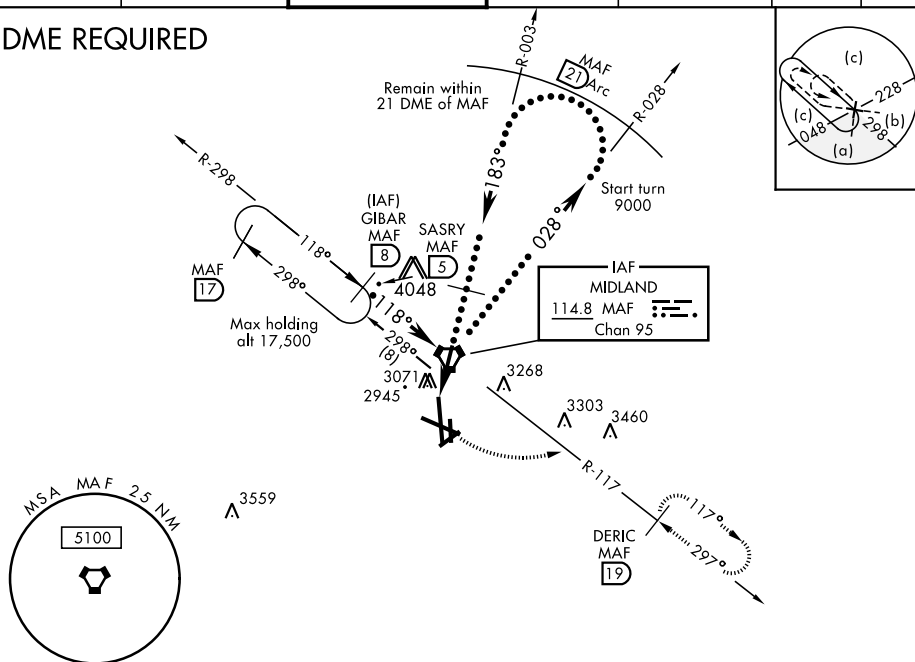 DME REQUIRED
Remain within
21 DME of MAF
R-003
MAF
21 Arc
R-028
183°
028°
Start turn
9000
R-298
(IAF)
GIBAR
MAF
8
SASRY
MAF
5
4048
118°
298°
MAF
17
Max holding
alt 17,500
118°
298°
(8)
IAF
MIDLAND
114.8 MAF
Chan 95
3071
2945
3268
3303
3460
R-117
3559
DERIC
MAF
19
117°
297°
MSA MAF 25 NM
5100
(c)
228
(c)
(b)
048
298
(a)